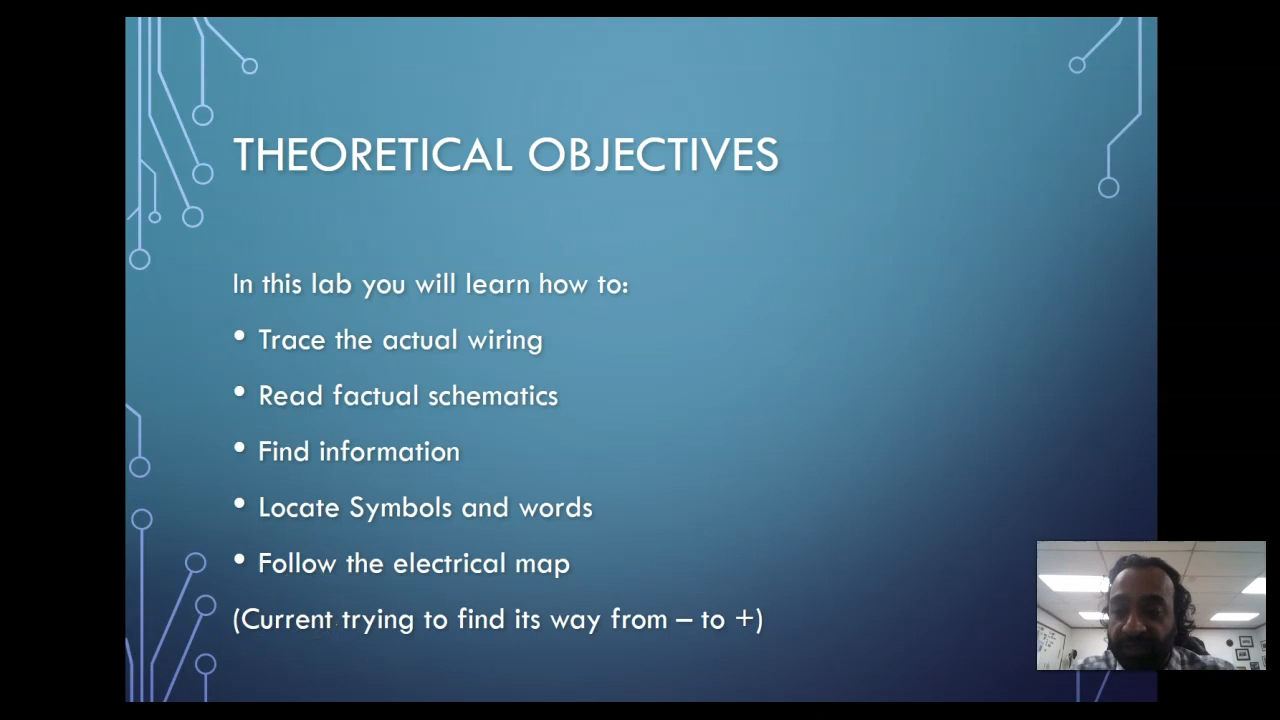 THEORETICAL OBJECTIVES
In this lab you will learn how to:
• Trace the actual wiring
• Read factual schematics
• Find information
• Locate Symbols and words
• Follow the electrical map
(Current trying to find its way from – to +)